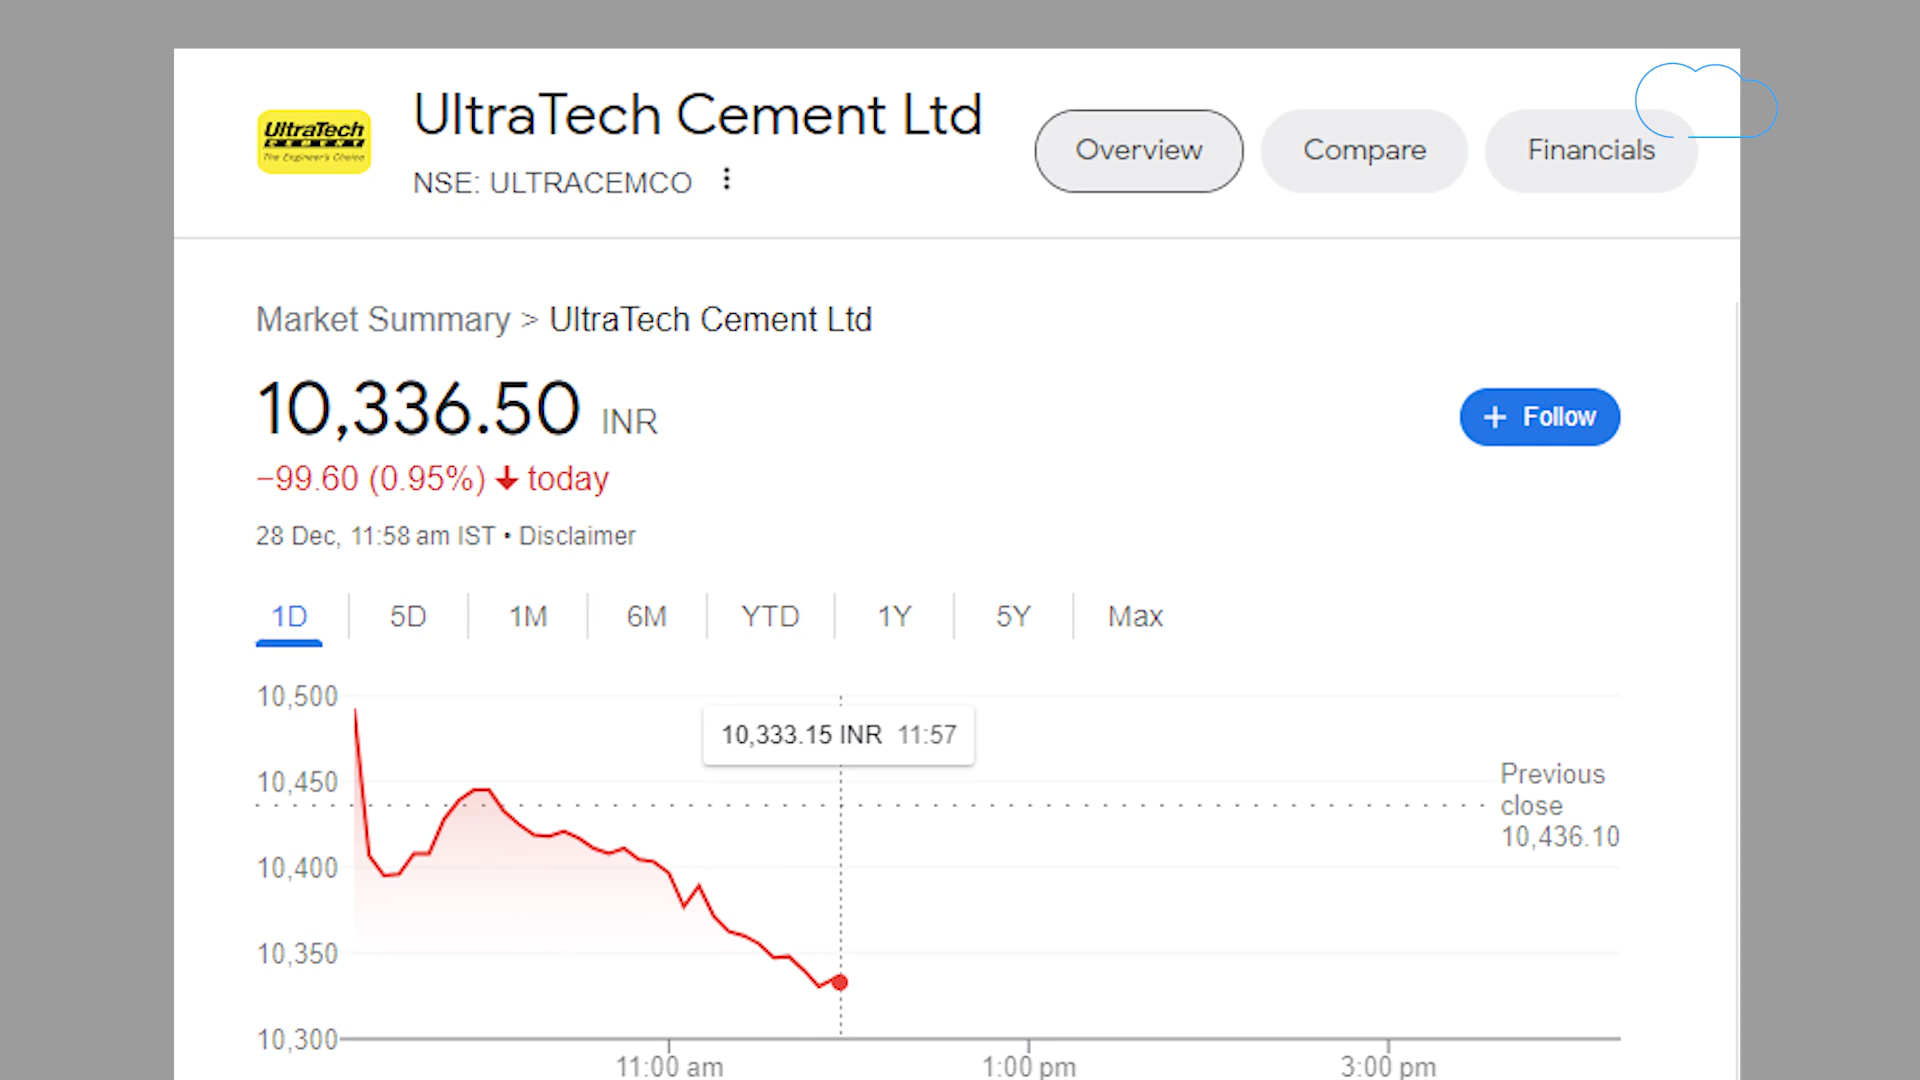 UltraTech
CEMENT
The Engineer's Choice
UltraTech Cement Ltd
NSE: ULTRACEMCO
Overview
Compare
Financials
Market Summary > UltraTech Cement Ltd
10,336.50 INR
+ Follow
−99.60 (0.95%) ↓ today
28 Dec, 11:58 am IST • Disclaimer
1D 5D 1M 6M YTD 1Y 5Y Max
10,500
10,333.15 INR 11:57
10,450
Previous
close
10,436.10
10,400
10,350
10,300
11:00 am 1:00 pm 3:00 pm